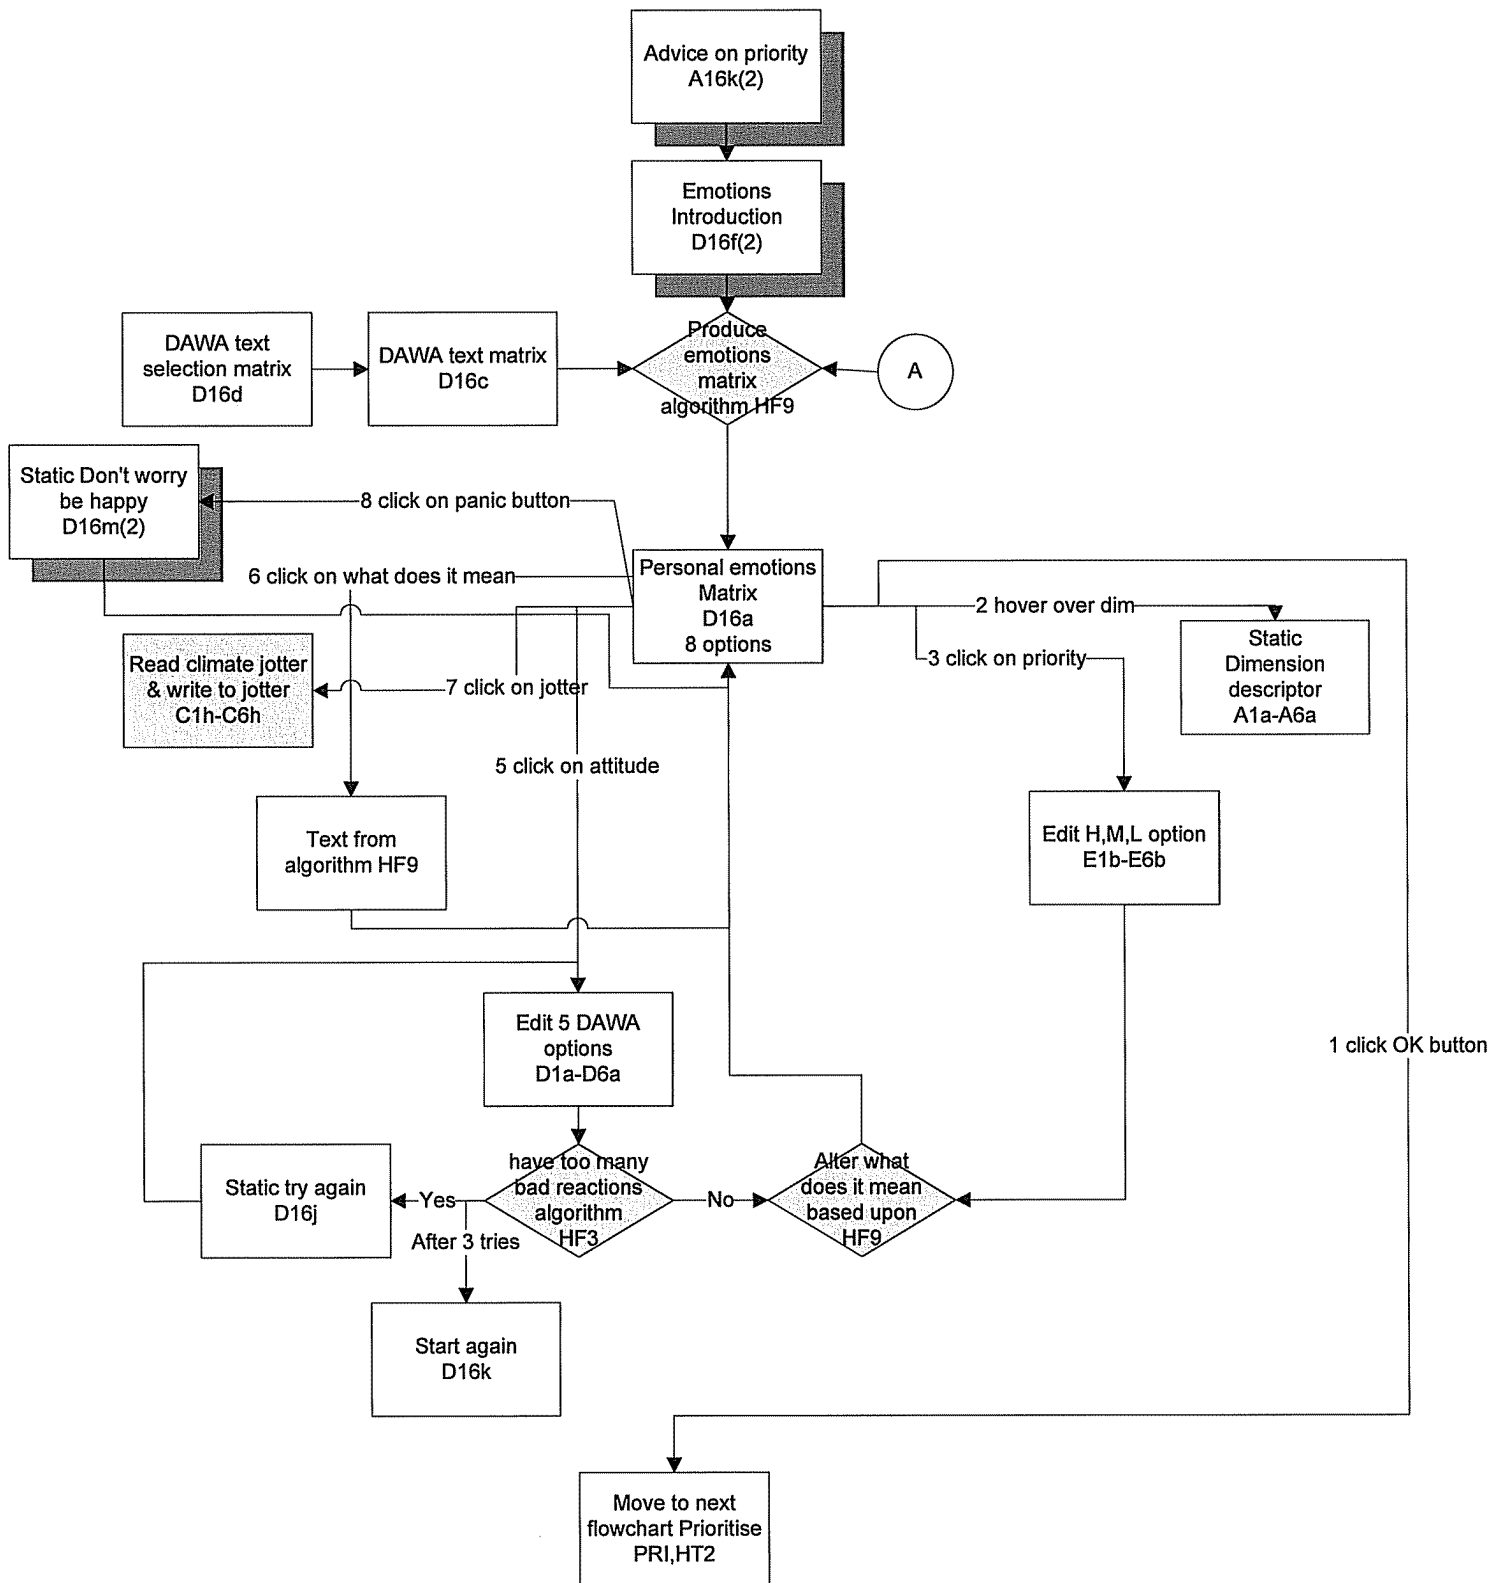 Advice on priority
A16k(2)
Emotions
Introduction
D16f(2)
Produce
emotions
matrix
algorithm HF9
DAWA text
selection matrix
D16d
DAWA text matrix
D16c
A
Static Don't worry
be happy
D16m(2)
8 click on panic button
6 click on what does it mean
Personal emotions
Matrix
D16a
8 options
2 hover over dim
3 click on priority
Static
Dimension
descriptor
A1a-A6a
Read climate jotter
& write to jotter
C1h-C6h
7 click on jotter
5 click on attitude
Text from
algorithm HF9
Edit H,M,L option
E1b-E6b
1 click OK button
Edit 5 DAWA
options
D1a-D6a
have too many
bad reactions
algorithm
HF3
Yes
No
Static try again
D16j
After 3 tries
Alter what
does it mean
based upon
HF9
Start again
D16k
Move to next
flowchart Prioritise
PRI,HT2